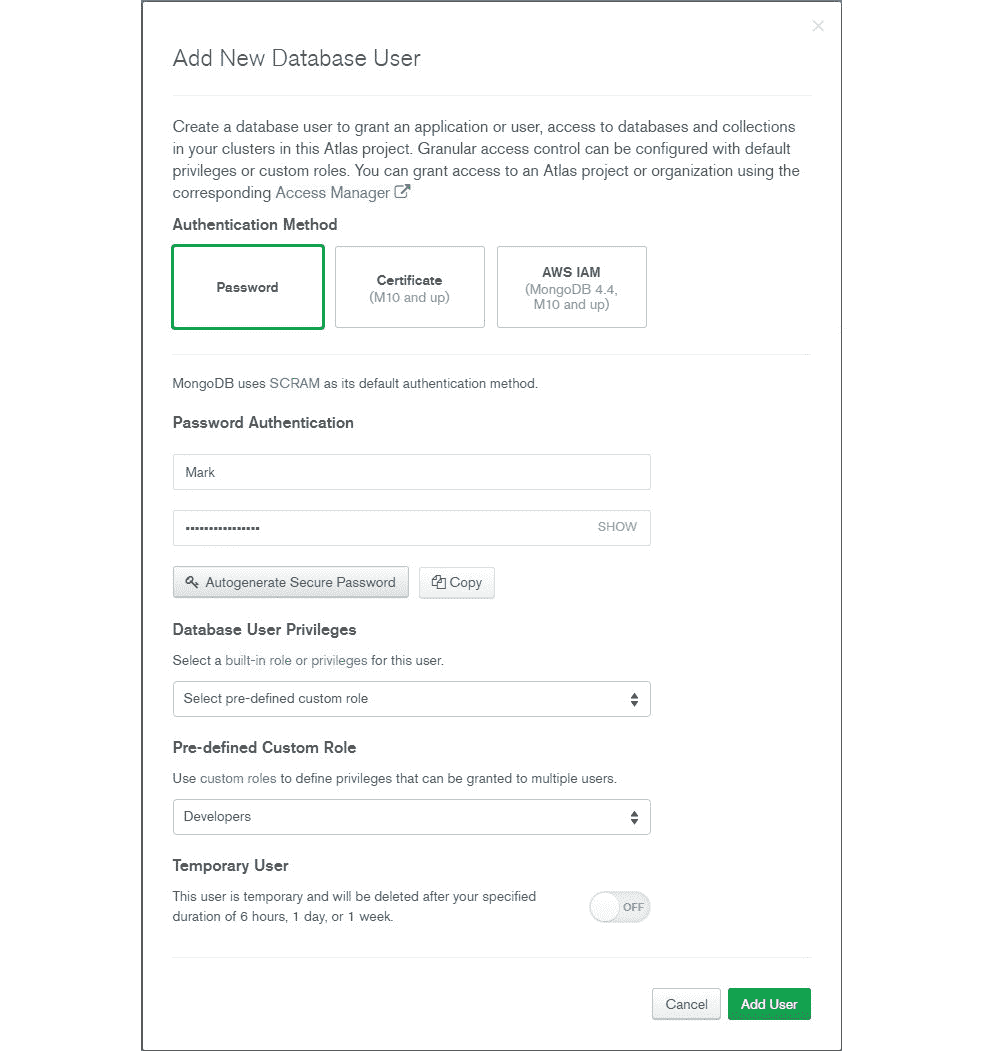 Add New Database User
Create a database user to grant an application or user, access to databases and collections
in your clusters in this Atlas project. Granular access control can be configured with default
privileges or custom roles. You can grant access to an Atlas project or organization using the
corresponding Access Manager
Authentication Method
Password
Certificate
(M10 and up)
AWS IAM
(MongoDB 4.4,
M10 and up)
MongoDB uses SCRAM as its default authentication method.
Password Authentication
Mark
SHOW
Autogenerate Secure Password
Copy
Database User Privileges
Select a built-in role or privileges for this user.
Select pre-defined custom role
Pre-defined Custom Role
Use custom roles to define privileges that can be granted to multiple users.
Developers
Temporary User
This user is temporary and will be deleted after your specified
duration of 6 hours, 1 day, or 1 week.
OFF
Cancel
Add User